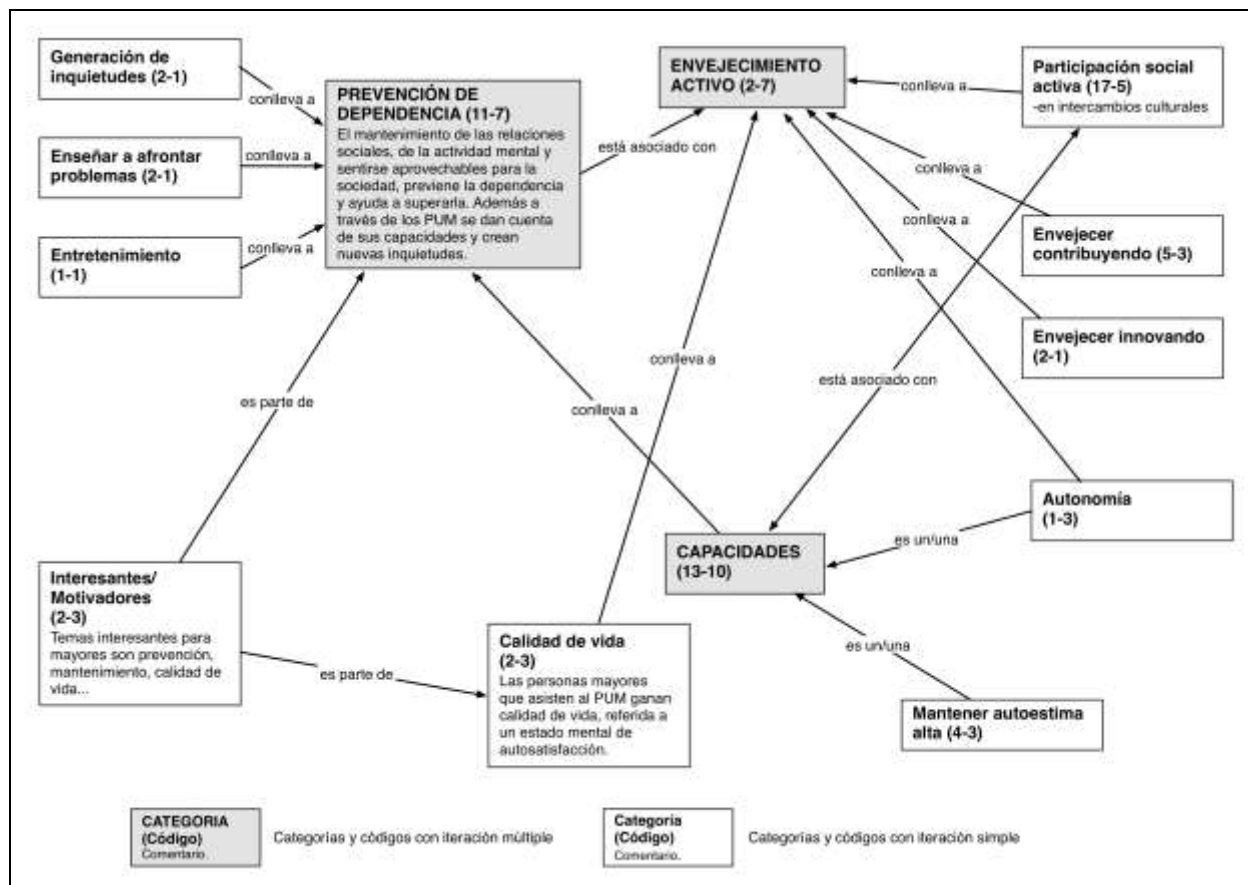 Generación de
inquietudes (2-1)
conlleva a
Enseñar a afrontar
problemas (2-1)
conlleva a
Entretenimiento
(1-1)
conlleva a
PREVENCIÓN DE
DEPENDENCIA (11-7)
El mantenimiento de las relaciones
sociales, de la actividad mental y
sentirse aprovechables para la
sociedad, previene la dependencia
y ayuda a superarla. Además a
través de los PUM se dan cuenta
de sus capacidades y crean
nuevas inquietudes.
está asociado con
ENVEJECIMIENTO
ACTIVO (2-7)
conlleva a
Participación social
activa (17-5)
-en intercambios culturales
conlleva a
Envejecer
contribuyendo (5-3)
conlleva a
Envejecer innovando
(2-1)
conlleva a
conlleva a
está asociado con
es parte de
conlleva a
Autonomía
(1-3)
es un/una
CAPACIDADES
(13-10)
Interesantes/
Motivadores
(2-3)
Temas interesantes para
mayores son prevención,
mantenimiento, calidad de
vida...
es parte de
Calidad de vida
(2-3)
Las personas mayores
que asisten al PUM ganan
calidad de vida, referida a
un estado mental de
autosatisfacción.
es un/una
Mantener autoestima
alta (4-3)
CATEGORIA
(Código)
Comentario.
Categorías y códigos con iteración múltiple
Categoría
(Código)
Comentario.
Categorías y códigos con iteración simple